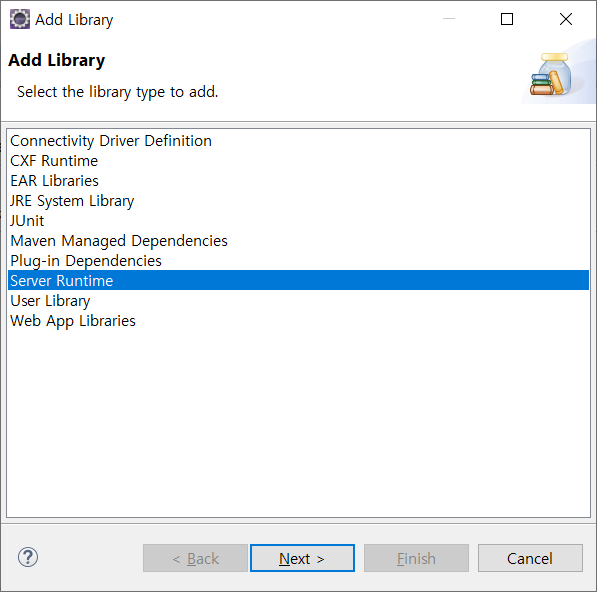 Add Library
Add Library
Select the library type to add.
Connectivity Driver Definition
CXF Runtime
EAR Libraries
JRE System Library
JUnit
Maven Managed Dependencies
Plug-in Dependencies
Server Runtime
User Library
Web App Libraries
? < Back Next > Finish Cancel